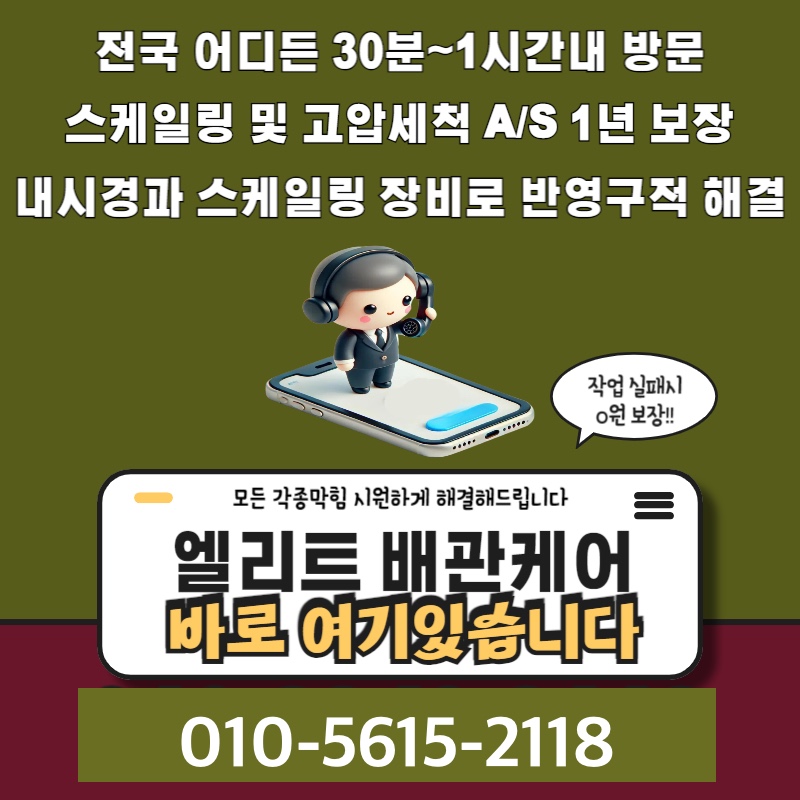 전국 어디든 30분~1시간내 방문
스케일링 및 고압세척 A/S 1년 보장
내시경과 스케일링 장비로 반영구적 해결
작업 실패시
0원 보장!!
모든 각종막힘 시원하게 해결해드립니다
엘리트 배관케어
바로 여기있습니다
010-5615-2118